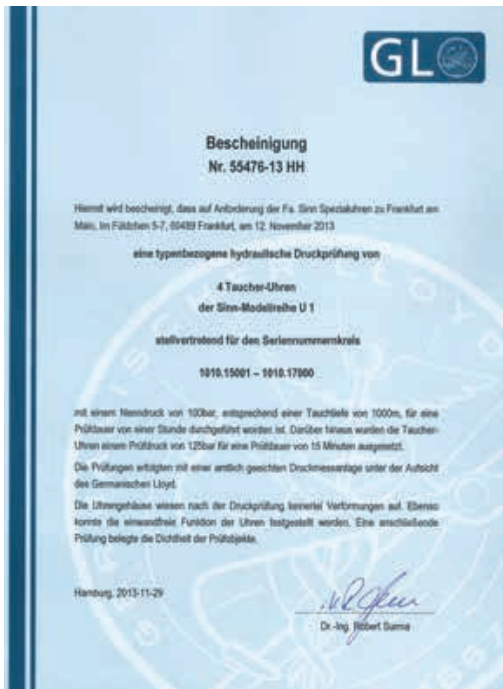 GL
Bescheinigung
Nr. 55476-13 HH
Hiermit wird bescheinigt, dass auf Anforderung der Fa. Sinn Spezialuhren zu Frankfurt am
Main, Im Füldchen 5-7, 60489 Frankfurt, am 12. November 2013
eine typenbezogene hydraulische Druckprüfung von
4 Taucher-Uhren
der Sinn-Modellreihe U 1
stellvertretend für den Seriennummernkreis
1010.15001 – 1010.17000
mit einem Nenndruck von 100bar, entsprechend einer Tauchtiefe von 1000m, für eine
Prüfdauer von einer Stunde durchgeführt worden ist. Darüber hinaus wurden die Taucher-
Uhren einem Prüfdruck von 125bar für eine Prüfdauer von 15 Minuten ausgesetzt.
Die Prüfungen erfolgten mit einer amtlich geeichten Druckmessanlage unter der Aufsicht
des Germanischen Lloyd.
Die Uhrengehäuse wiesen nach der Druckprüfung keinerlei Verformungen auf. Ebenso
konnte die einwandfreie Funktion der Uhren festgestellt werden. Eine anschließende
Prüfung belegte die Dichtheit der Prüfobjekte.
Hamburg, 2013-11-29
Dr.-Ing. Robert Surma